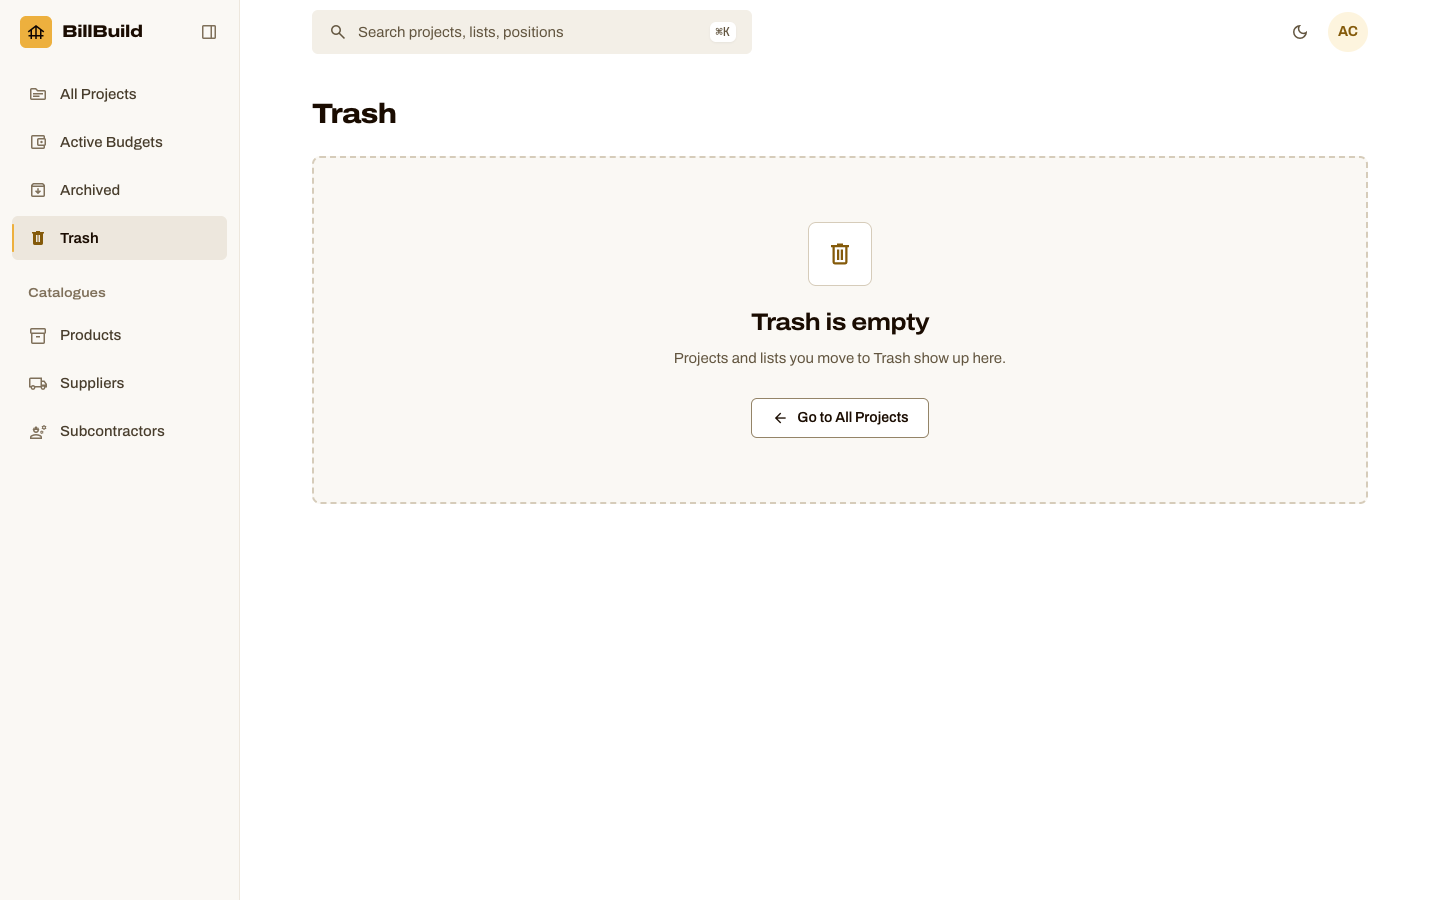 BillBuild
Search projects, lists, positions
⌘K
AC
All Projects
Active Budgets
Archived
Trash
Catalogues
Products
Suppliers
Subcontractors
Trash
Trash is empty
Projects and lists you move to Trash show up here.
Go to All Projects